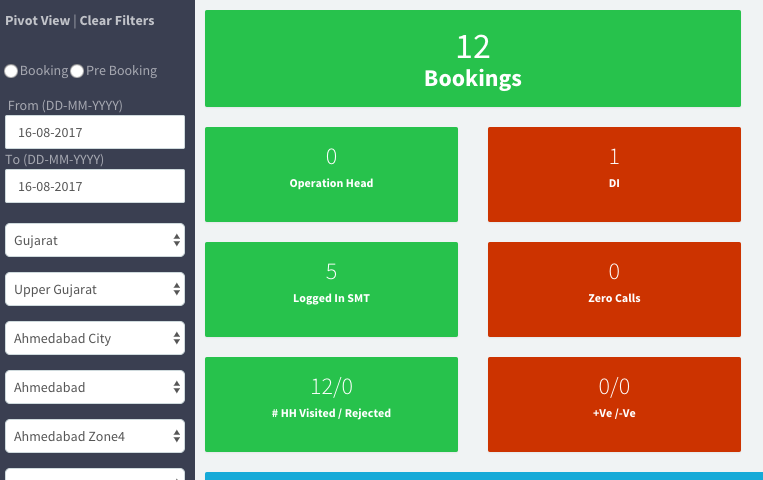 Pivot View | Clear Filters
Booking Pre Booking
From (DD-MM-YYYY)
16-08-2017
To (DD-MM-YYYY)
16-08-2017
Gujarat
Upper Gujarat
Ahmedabad City
Ahmedabad
Ahmedabad Zone4
12
Bookings
0
Operation Head
1
DI
5
Logged In SMT
0
Zero Calls
12/0
# HH Visited / Rejected
0/0
+Ve /-Ve